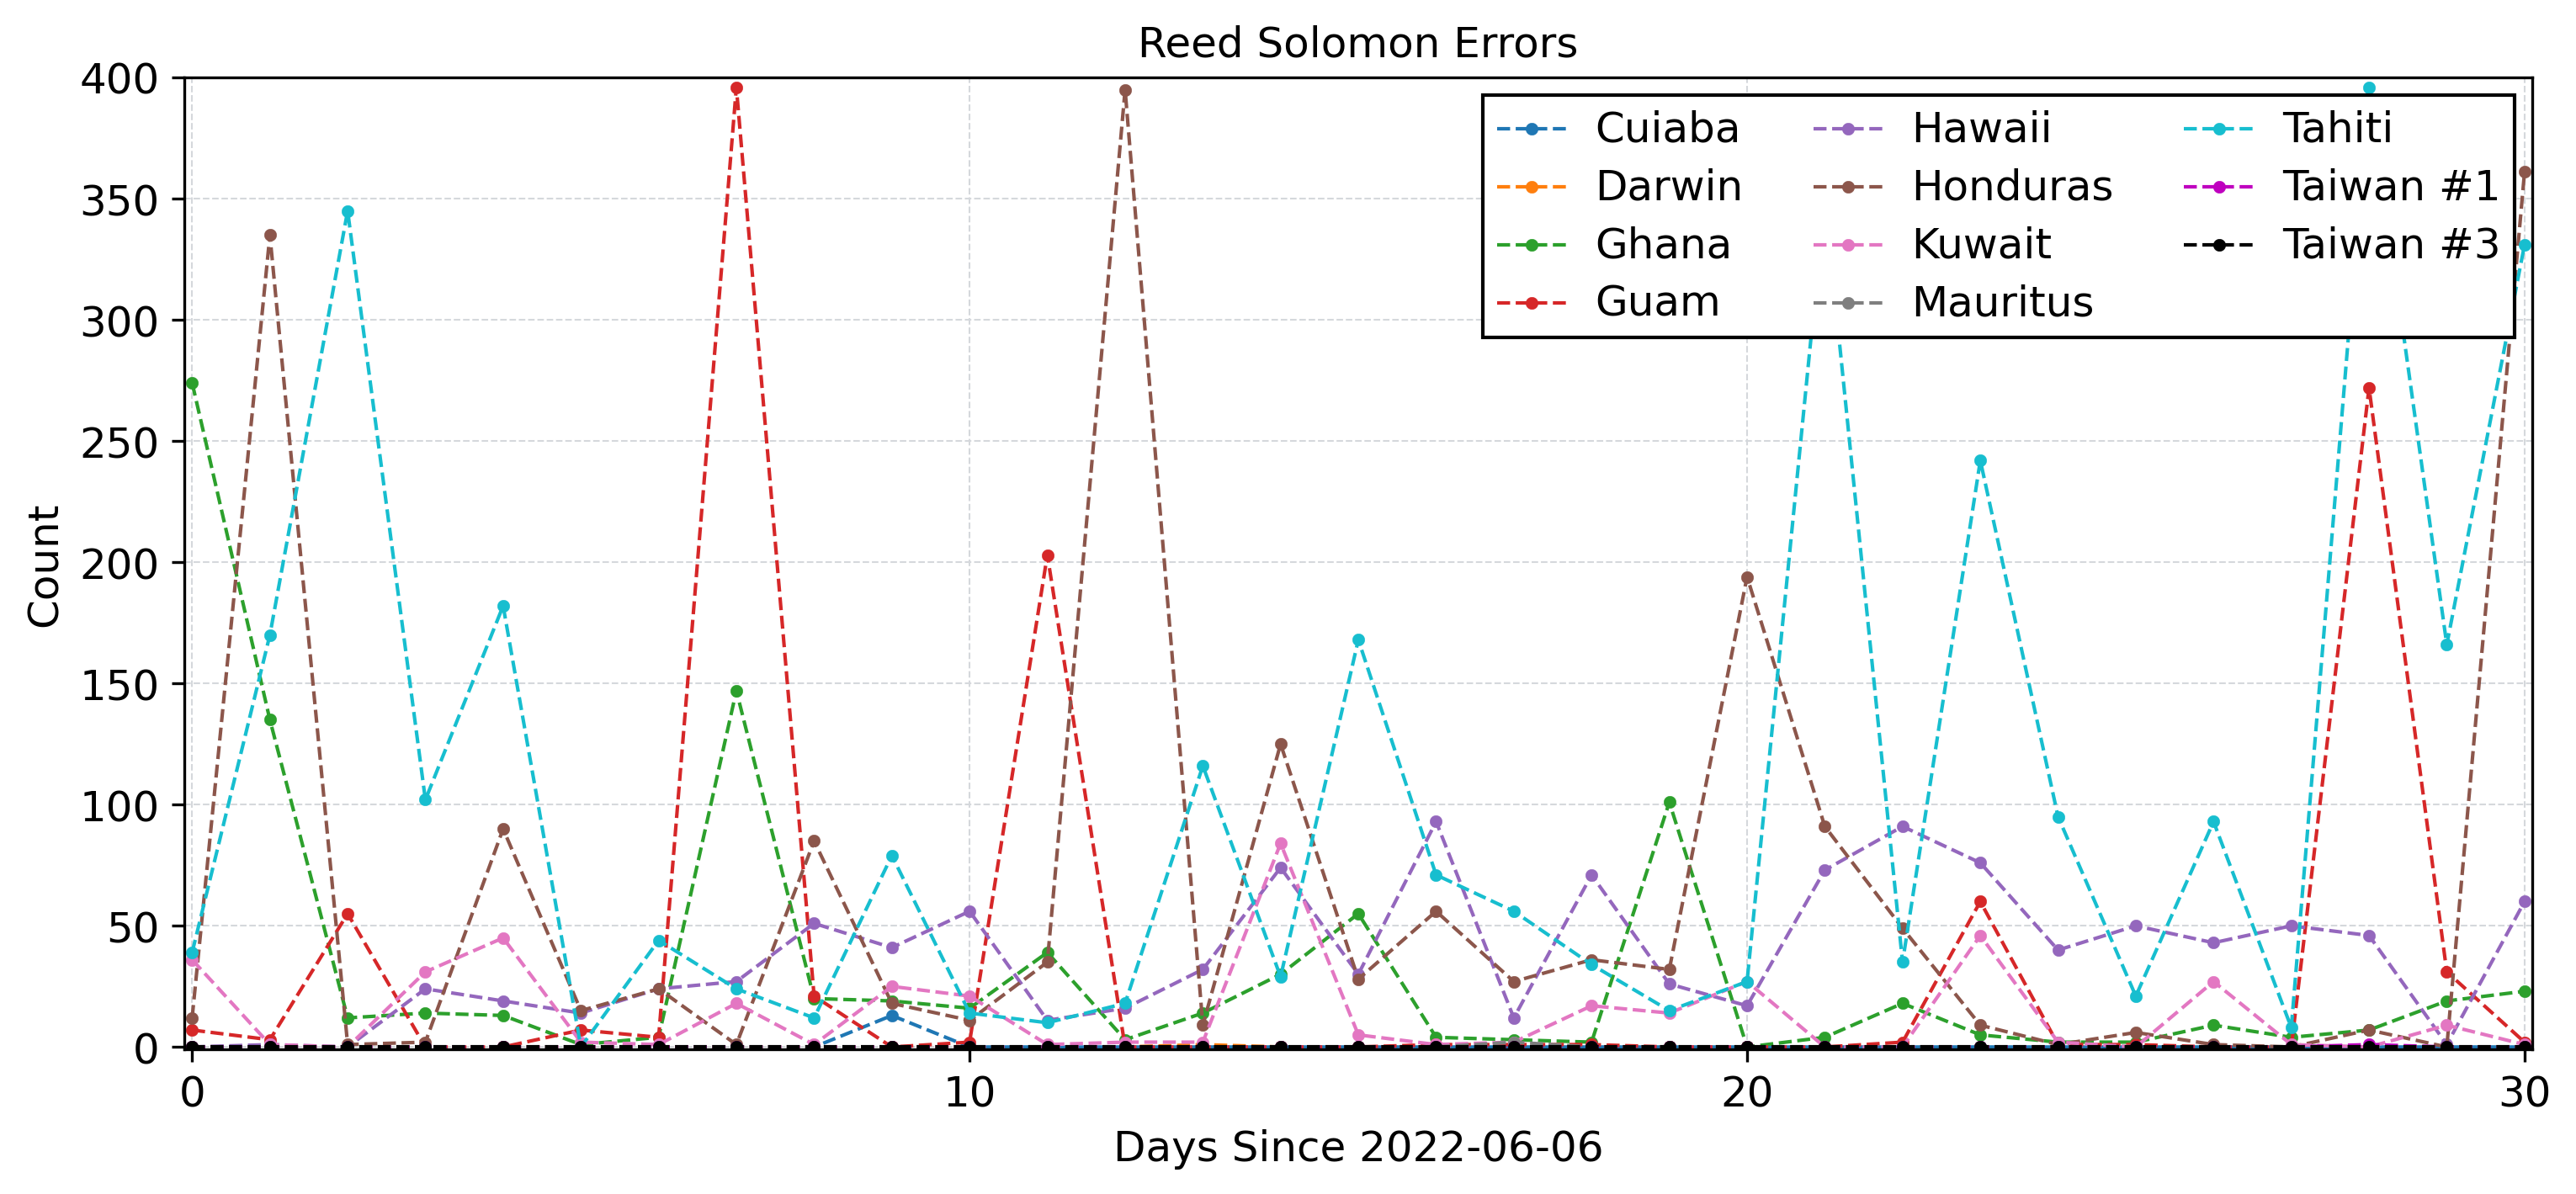 Reed Solomon Errors
400
350
300
250
200
150
100
50
0
Count
Cuiaba
Darwin
Ghana
Guam
Hawaii
Honduras
Kuwait
Mauritus
Tahiti
Taiwan #1
Taiwan #3
0 10 20 30
Days Since 2022-06-06